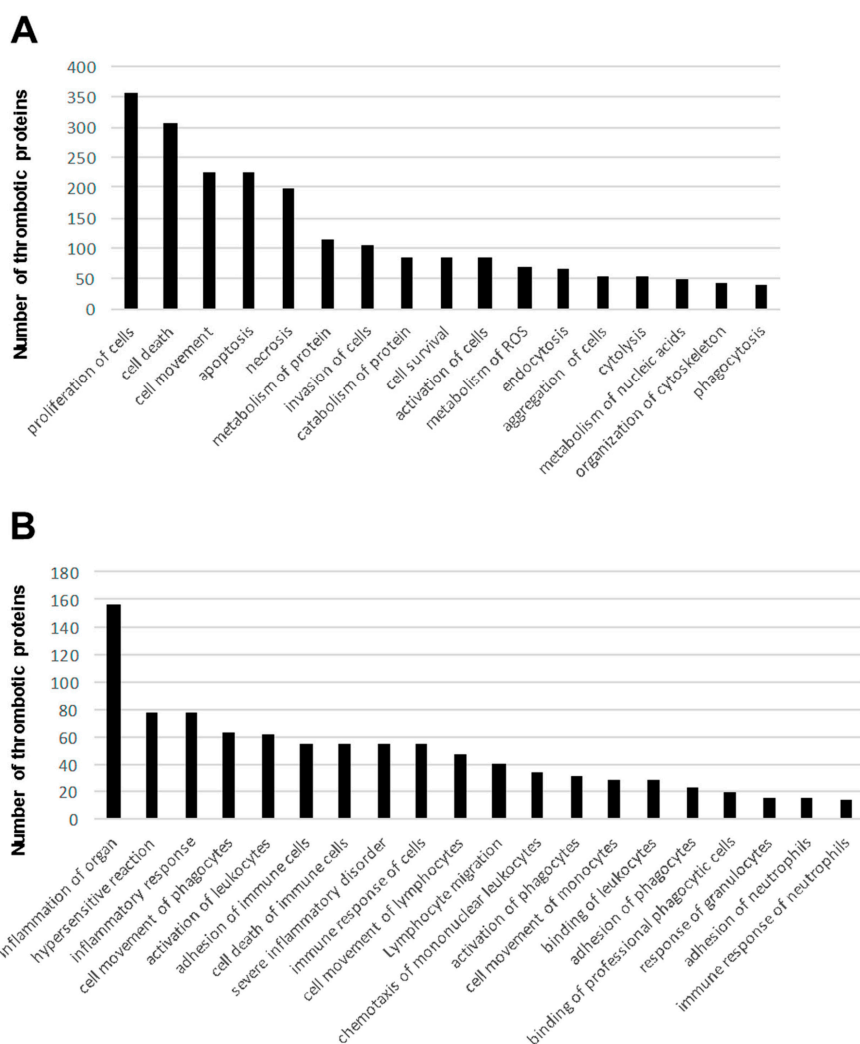 A
Number of thrombotic proteins
400
350
300
250
200
150
100
50
0
proliferation of cells
cell death
cell movement
apoptosis
necrosis
metabolism of protein
invasion of cells
catabolism of protein
cell survival
activation of cells
metabolism of ROS
endocytosis
aggregation of cells
cytolysis
metabolism of nucleic acids
organization of cytoskeleton
phagocytosis
B
Number of thrombotic proteins
180
160
140
120
100
80
60
40
20
0
inflammation of organ
hypersensitive reaction
inflammatory response
cell movement of phagocytes
activation of leukocytes
adhesion of immune cells
cell death of immune cells
severe inflammatory disorder
immune response of cells
cell movement of lymphocytes
Lymphocyte migration
chemotaxis of mononuclear leukocytes
activation of phagocytes
cell movement of monocytes
binding of leukocytes
adhesion of phagocytes
binding of professional phagocytic cells
response of granulocytes
adhesion of neutrophils
immune response of neutrophils